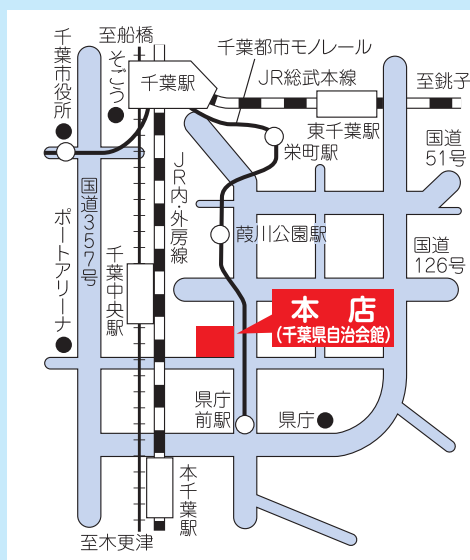 至船橋
千葉都市モノレール
千葉市役所
そごう
千葉駅
JR総武本線
至銚子
東千葉駅
栄町駅
国道
51号
JR内・外房線
国道357号
ポートアリーナ
葭川公園駅
千葉中央駅
国道
126号
本店
(千葉県自治会館)
県庁
前駅
県庁
本千葉駅
至木更津